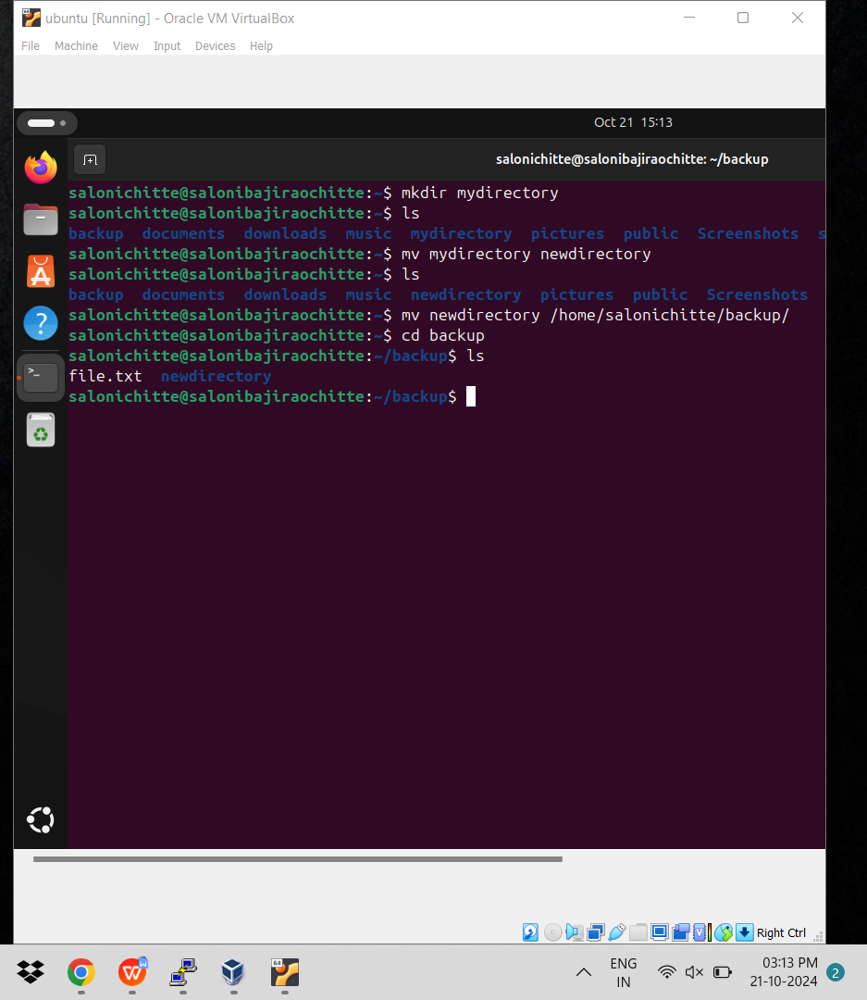 ubuntu [Running] - Oracle VM VirtualBox
File Machine View Input Devices Help
Oct 21 15:13
salonichitte@salonibajiraochitte: ~/backup
salonichitte@salonibajiraochitte:~$ mkdir mydirectory
salonichitte@salonibajiraochitte:~$ ls
backup documents downloads music mydirectory pictures public Screenshots s
salonichitte@salonibajiraochitte:~$ mv mydirectory newdirectory
salonichitte@salonibajiraochitte:~$ ls
backup documents downloads music newdirectory pictures public Screenshots
salonichitte@salonibajiraochitte:~$ mv newdirectory /home/salonichitte/backup/
salonichitte@salonibajiraochitte:~$ cd backup
salonichitte@salonibajiraochitte:~/backup$ ls
file.txt newdirectory
salonichitte@salonibajiraochitte:~/backup$
Right Ctrl
ENG
IN
03:13 PM
21-10-2024
2